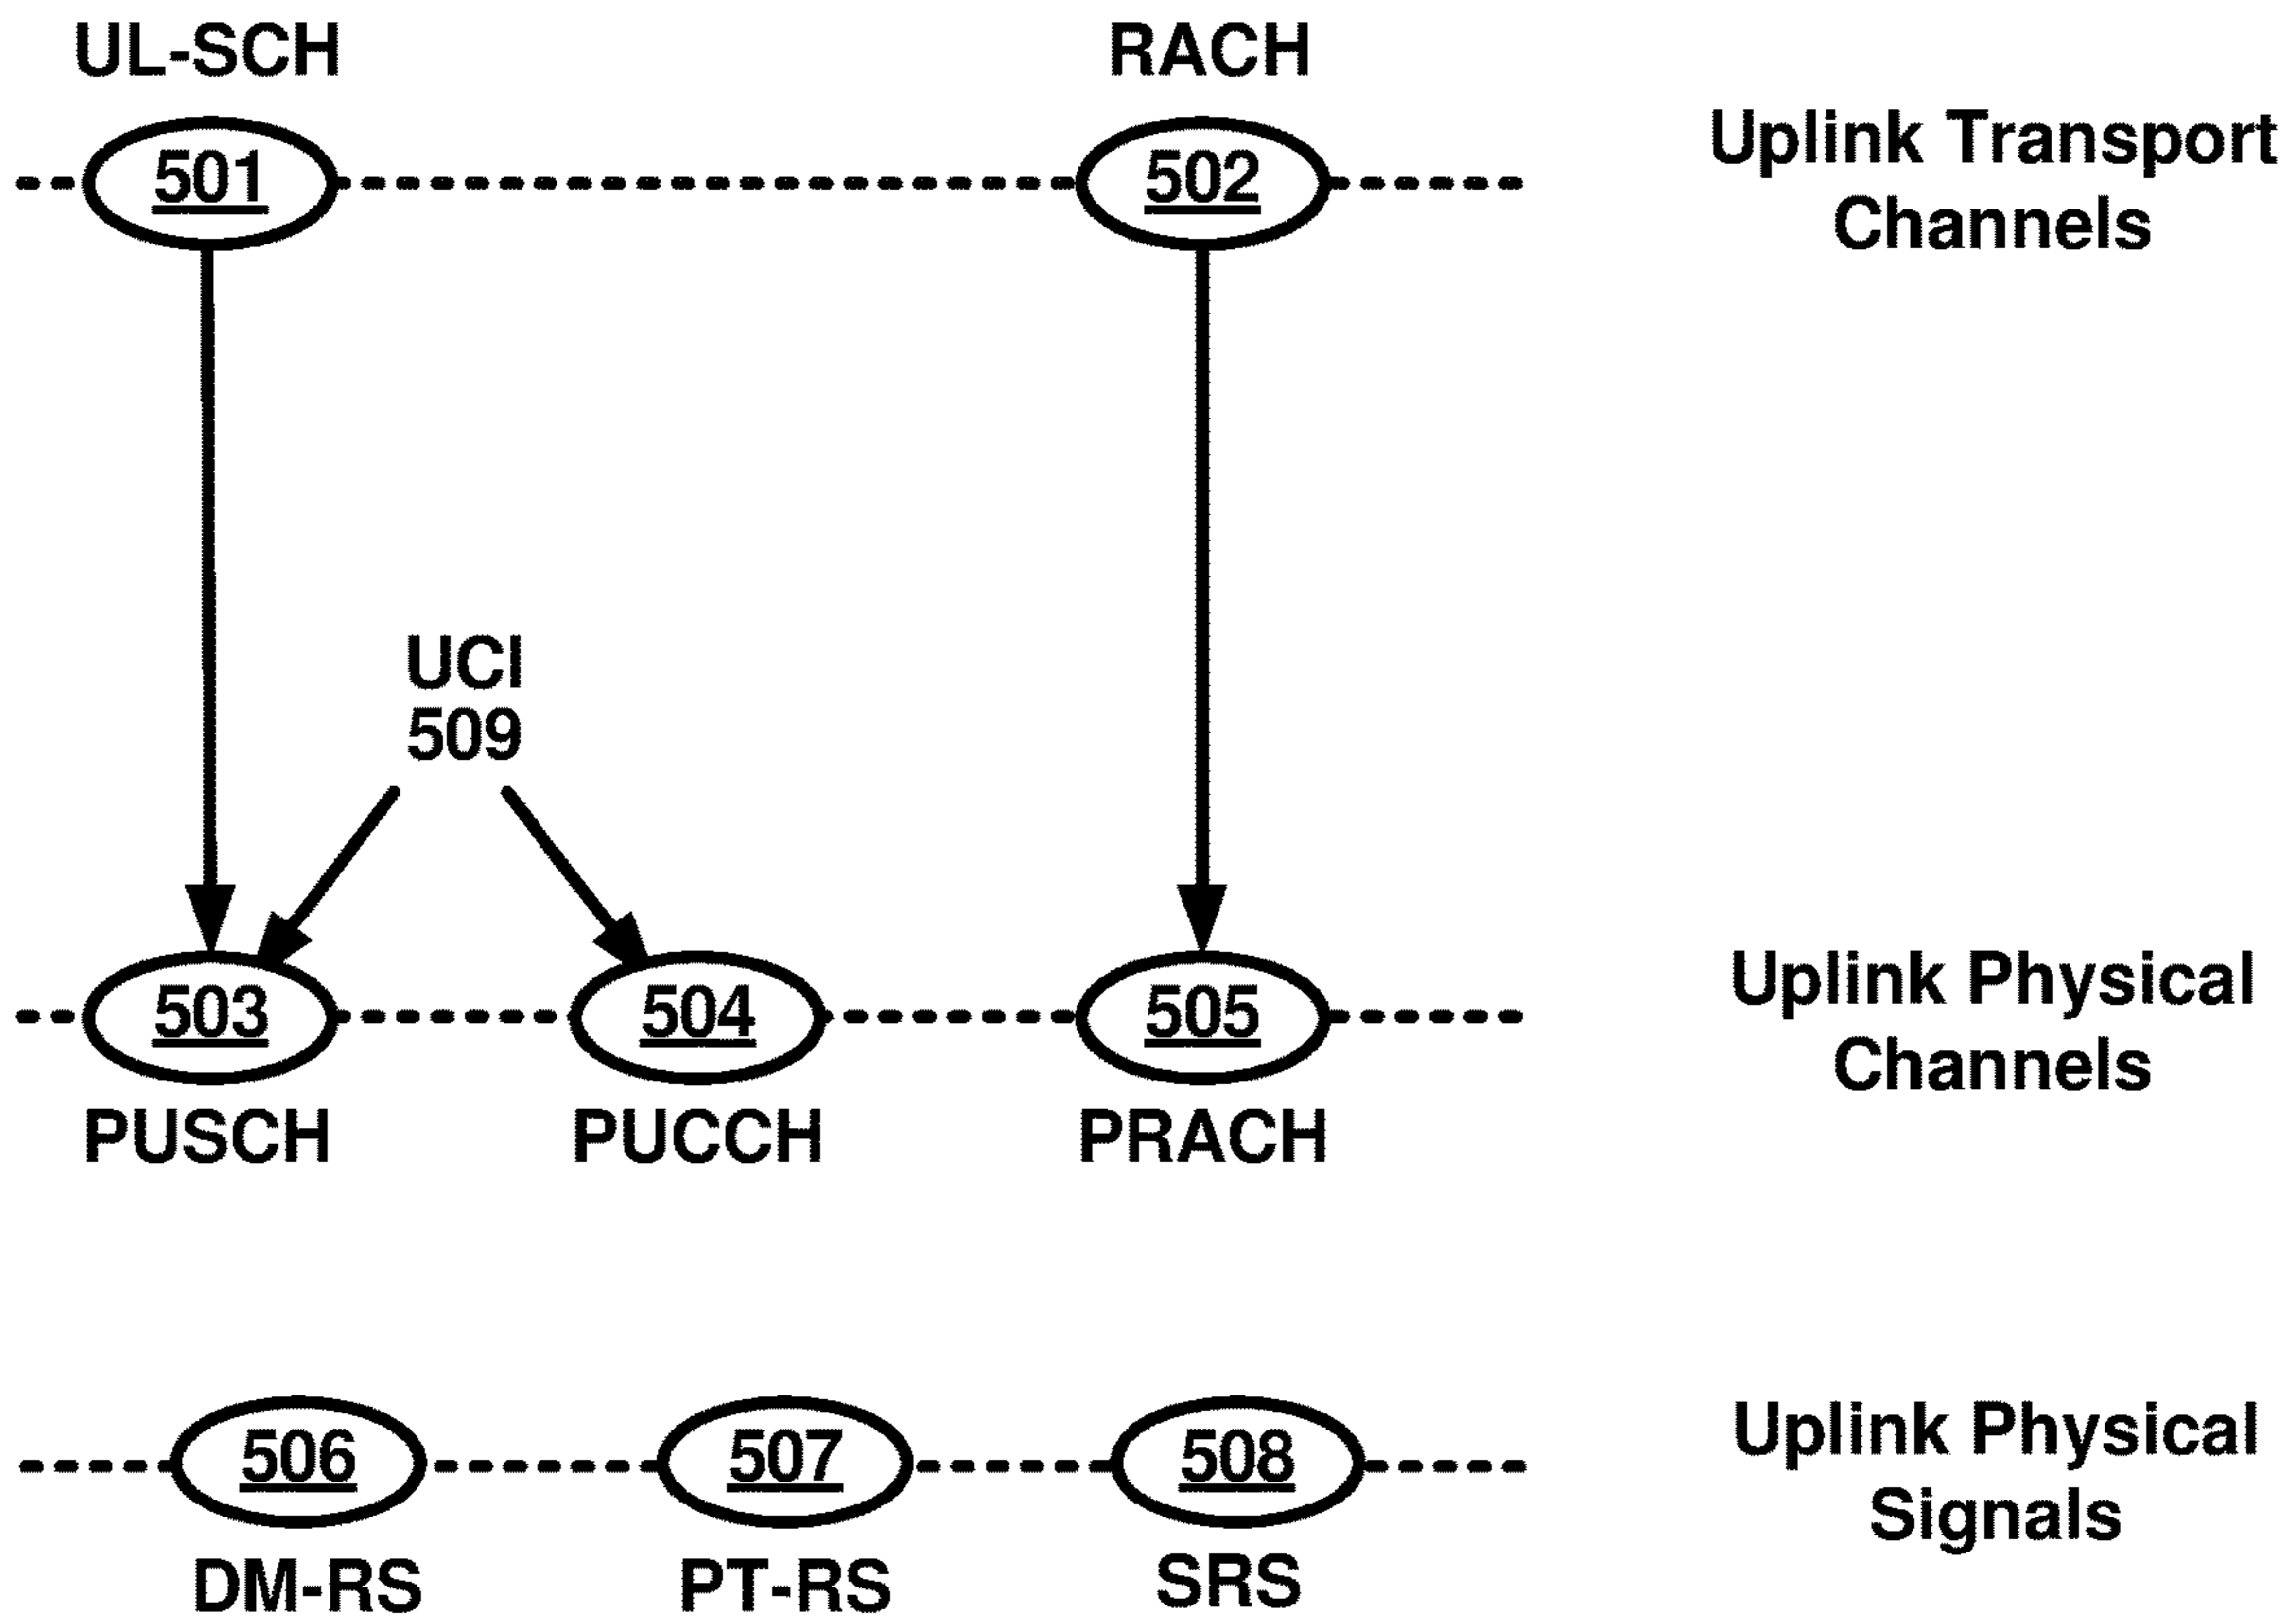 UL-SCH
RACH
501
502
Uplink Transport
Channels
UCI
509
503
504
505
Uplink Physical
Channels
PUSCH
PUCCH
PRACH
506
507
508
Uplink Physical
Signals
DM-RS
PT-RS
SRS